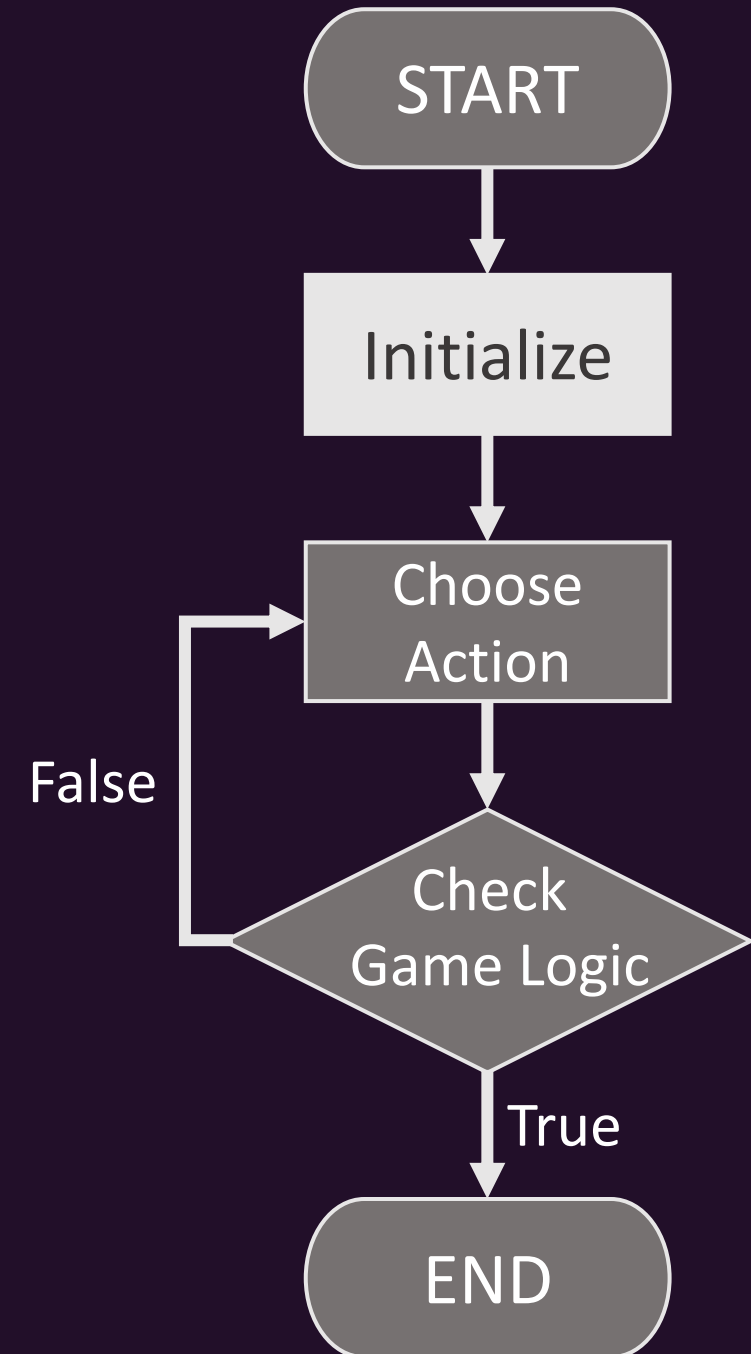 START
Initialize
Choose
Action
False
Check
Game Logic
True
END